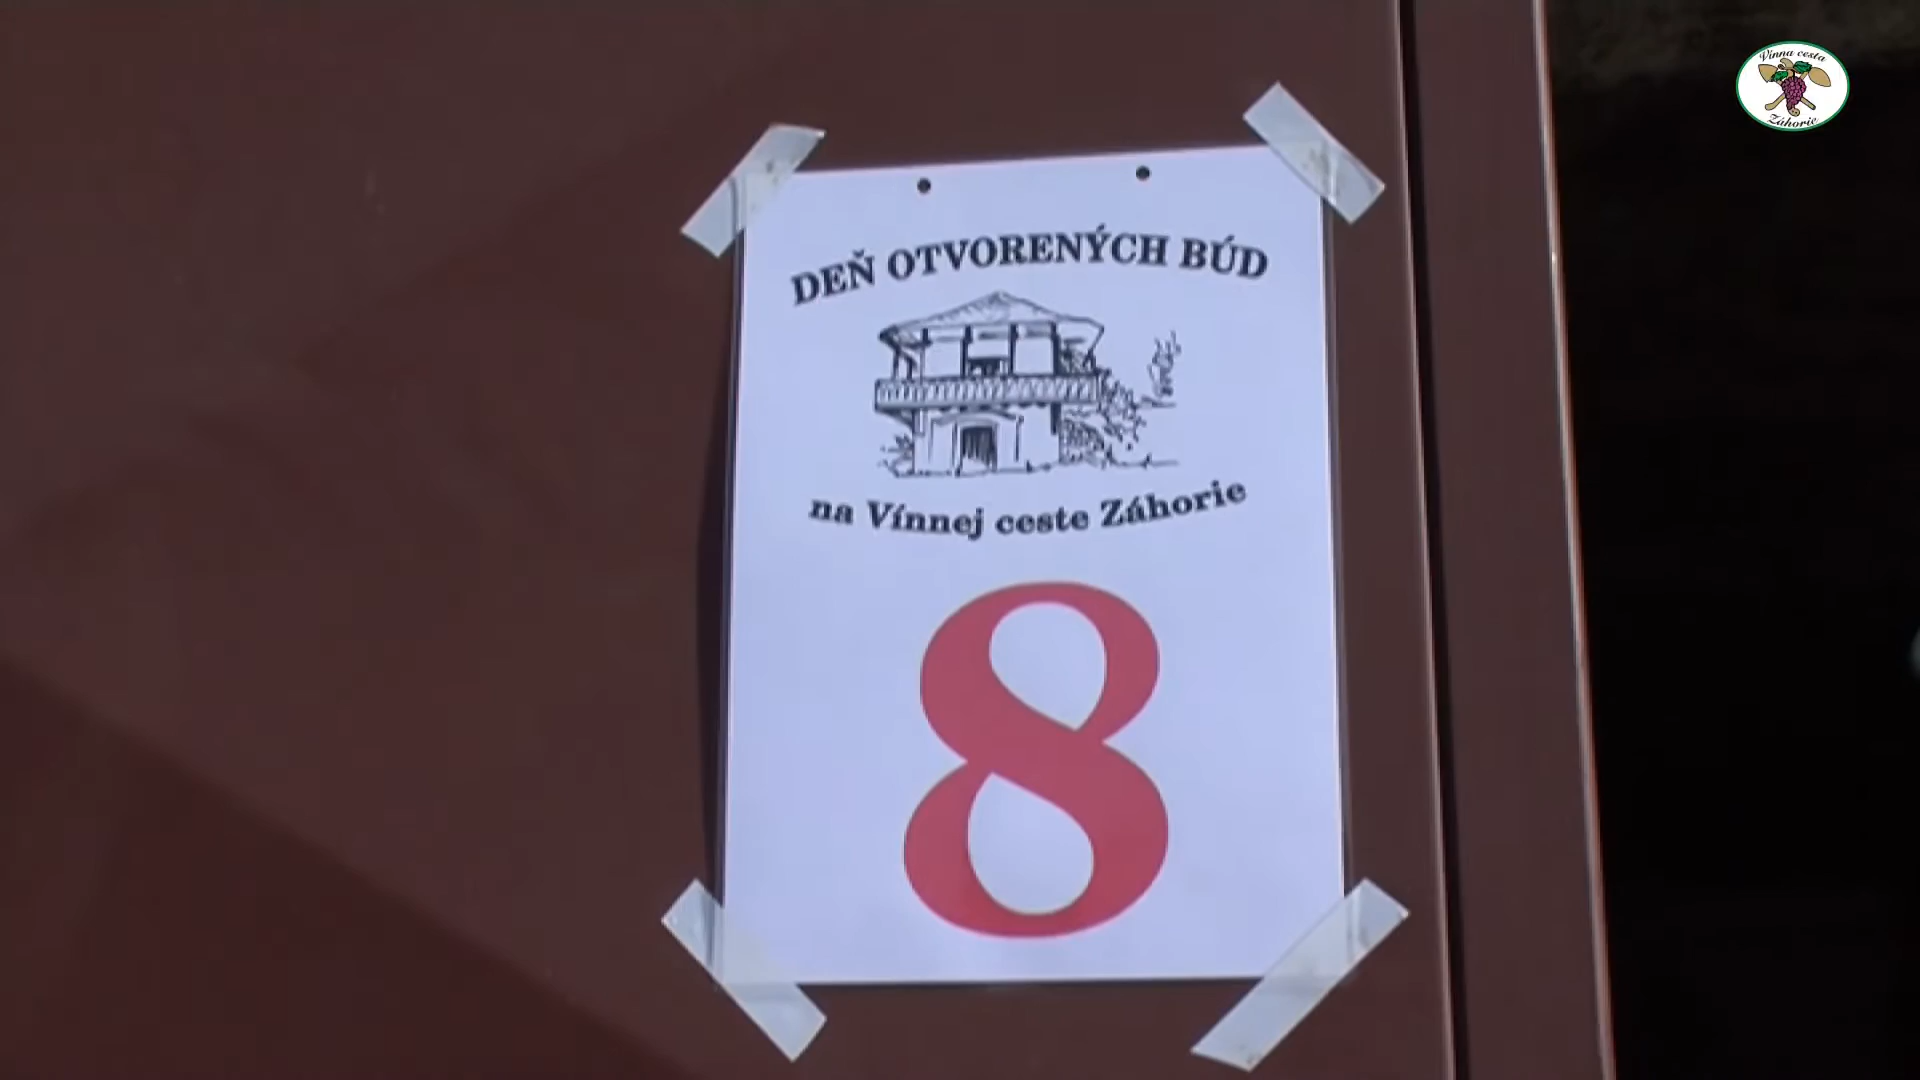 Vínna cesta
Záhorie
DEŇ OTVORENÝCH BÚD
na Vínnej ceste Záhorie
8